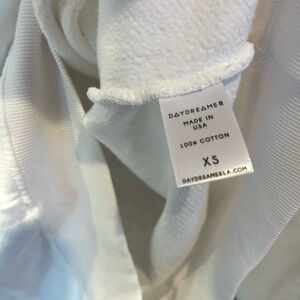 DAYDREAMER
MADE IN
USA
100% COTTON
XS
DAYDREAMERLA.COM